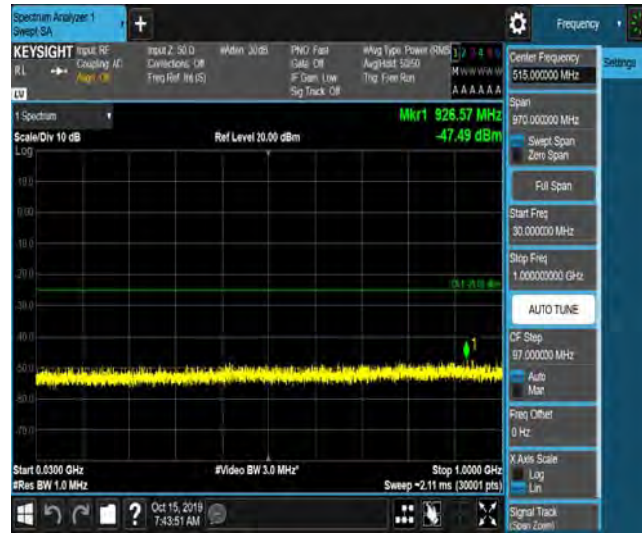 Spectrum Analyzer 1
Swept SA
+
Frequency
KEYSIGHT
Input: RF
Coupling: AC
Align: Off
Input Z: 50 Ω
Corrections: Off
Freq Ref: Int (S)
#Atten: 30 dB
PNO: Fast
Gate: Off
IF Gain: Low
Sig Track: Off
#Avg Type: Power (RMS
Avg|Hold: 50/50
Trig: Free Run
1 2 3 4 5 6
M W W W W W
A A A A A A
RL
LV
Center Frequency
515.000000 MHz
Settings
Span
970.000000 MHz
Swept Span
Zero Span
Full Span
Start Freq
30.000000 MHz
Stop Freq
1.000000000 GHz
AUTO TUNE
CF Step
97.000000 MHz
Auto
Man
Freq Offset
0 Hz
X Axis Scale
Log
Lin
Signal Track
(Span Zoom)
1 Spectrum
Scale/Div 10 dB
Ref Level 20.00 dBm
Mkr1 926.57 MHz
-47.49 dBm
Log
10.0
0.00
-10.0
-20.0
-30.0
-40.0
-50.0
-60.0
-70.0
1
Start 0.0300 GHz
#Res BW 1.0 MHz
#Video BW 3.0 MHz*
Stop 1.0000 GHz
Sweep ~2.11 ms (30001 pts)
?
Oct 15, 2019
7:43:51 AM